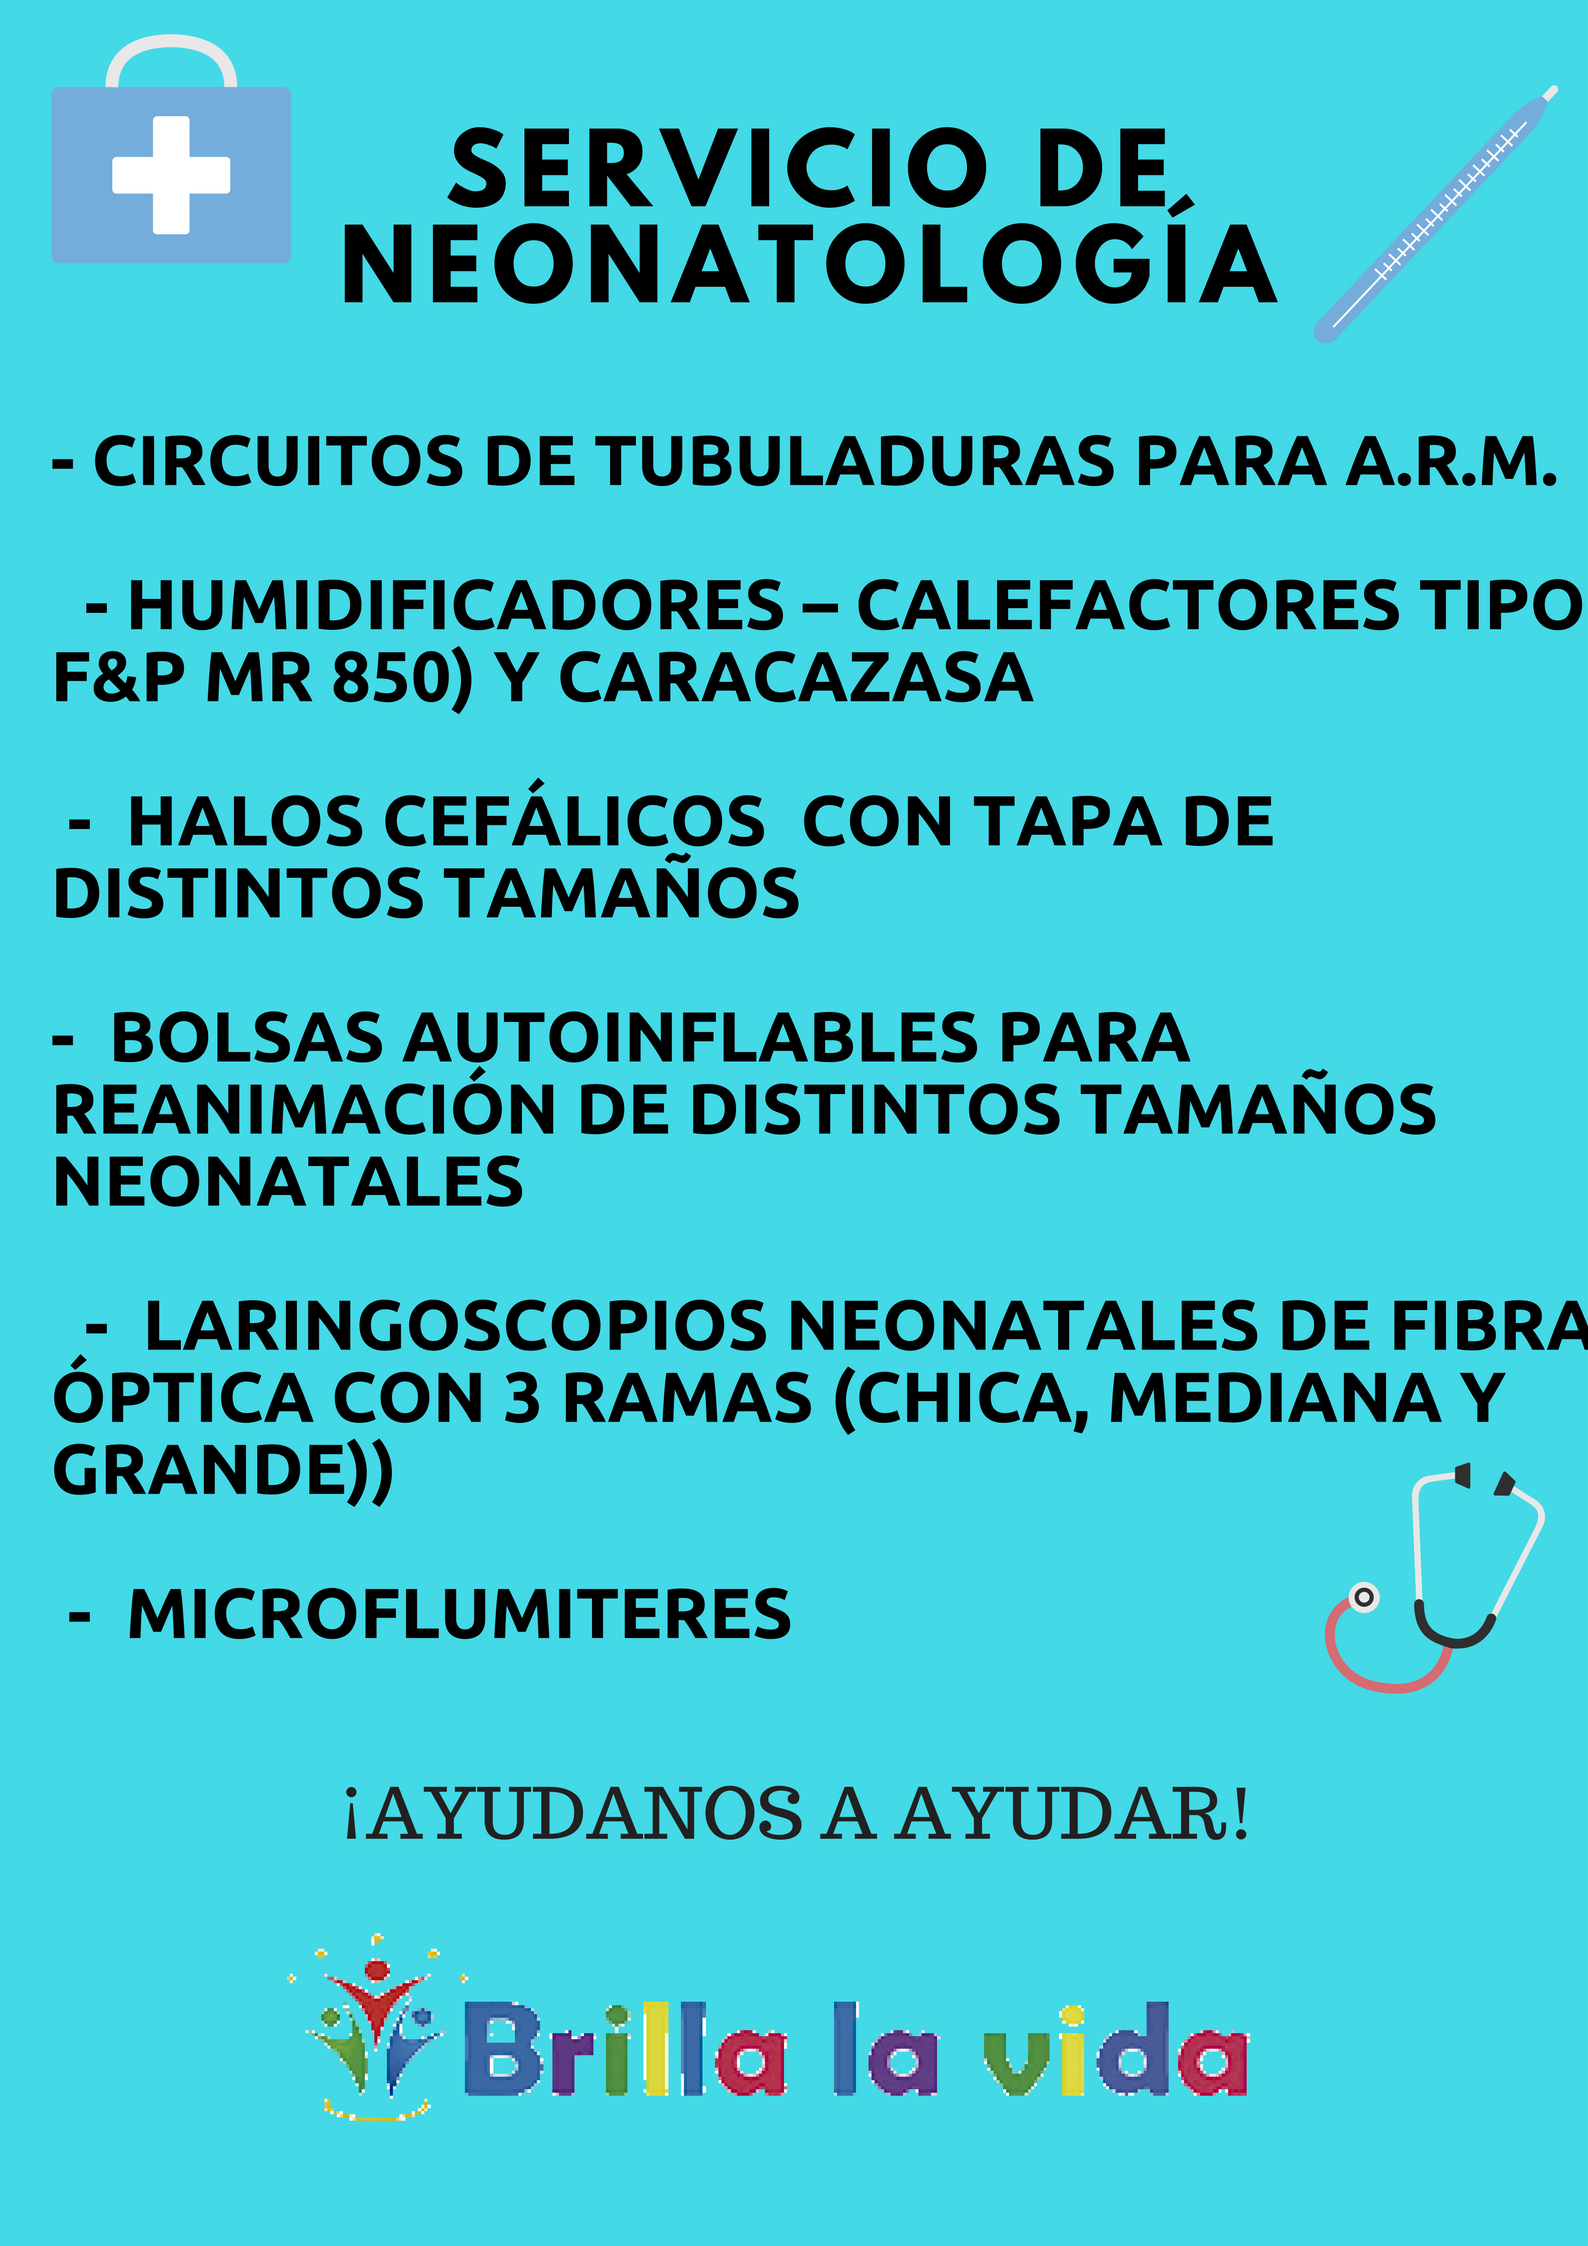 SERVICIO DE
NEONATOLOGÍA
- CIRCUITOS DE TUBULADURAS PARA A.R.M.
- HUMIDIFICADORES – CALEFACTORES TIPO
F&P MR 850) Y CARACAZASA
- HALOS CEFÁLICOS CON TAPA DE
DISTINTOS TAMAÑOS
- BOLSAS AUTOINFLABLES PARA
REANIMACIÓN DE DISTINTOS TAMAÑOS
NEONATALES
- LARINGOSCOPIOS NEONATALES DE FIBRA
ÓPTICA CON 3 RAMAS (CHICA, MEDIANA Y
GRANDE))
- MICROFLUMITERES
¡AYUDANOS A AYUDAR!
Brilla la vida